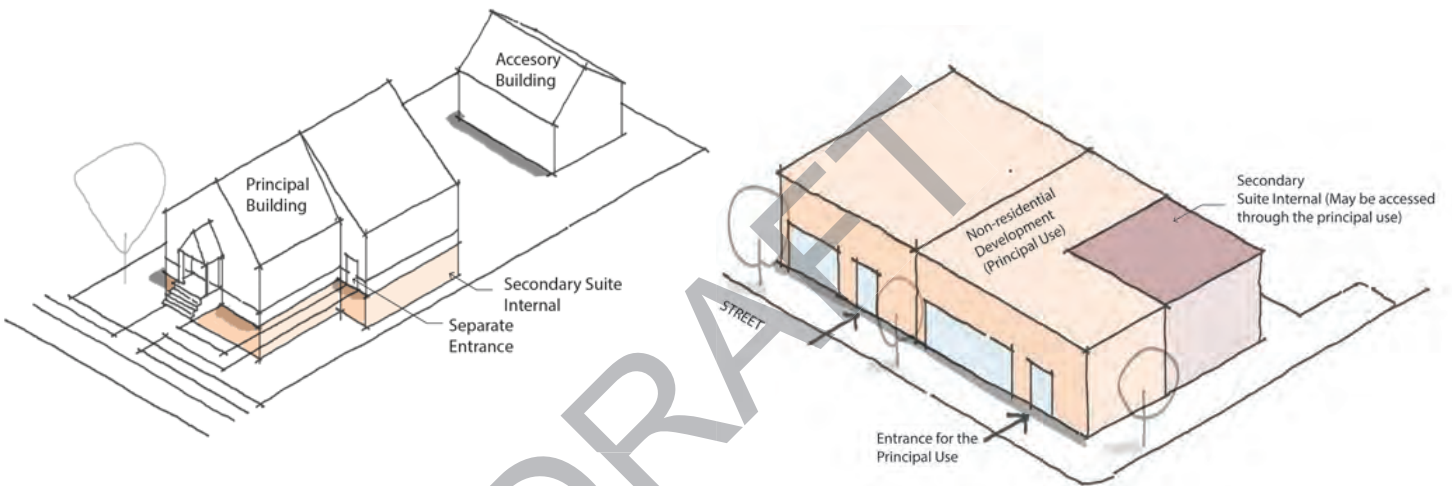 Accesory
Building
Principal
Building
Secondary Suite
Internal
Separate
Entrance
DRAFT
Non-residential
Development
(Principal Use)
Secondary
Suite Internal (May be accessed
through the principal use)
STREET
Entrance for the
Principal Use